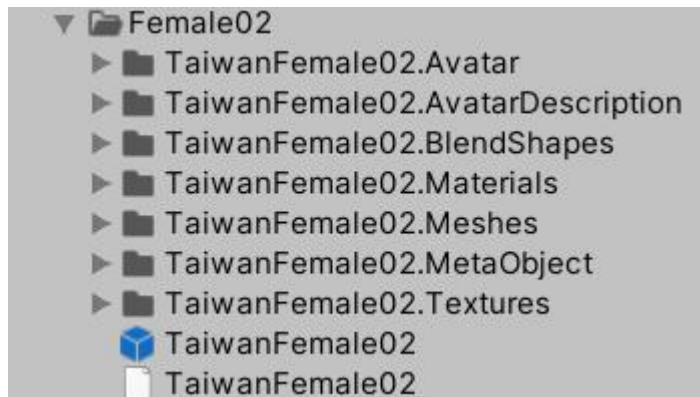 Female02
TaiwanFemale02.Avatar
TaiwanFemale02.AvatarDescription
TaiwanFemale02.BlendShapes
TaiwanFemale02.Materials
TaiwanFemale02.Meshes
TaiwanFemale02.MetaObject
TaiwanFemale02.Textures
TaiwanFemale02
TaiwanFemale02